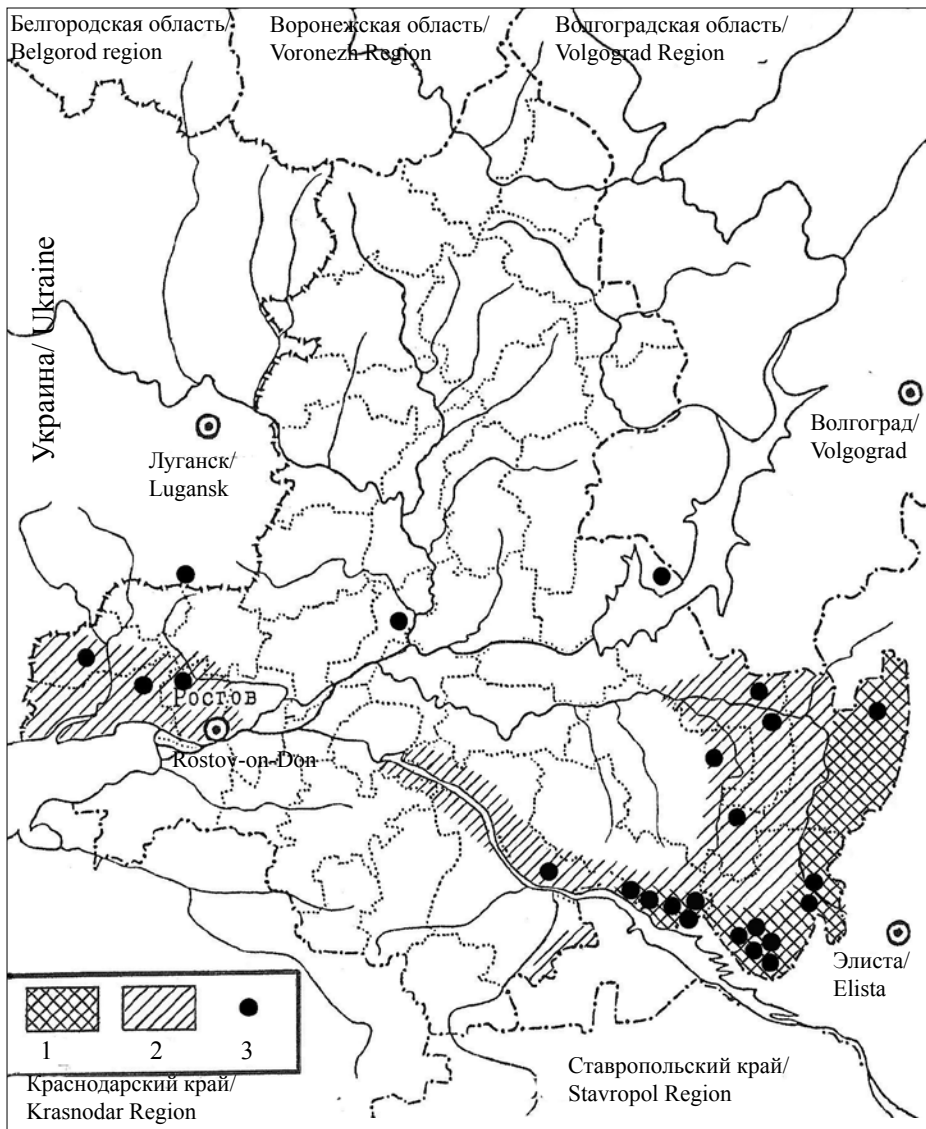 Белгородская область/
Belgorod region
Воронежская область/
Voronezh Region
Волгоградская область/
Volgograd Region
Украина/ Ukraine
Волгоград/
Volgograd
Луганск/
Lugansk
Ростов
Rostov-on-Don
Элиста/
Elista
1 2 3
Ставропольский край/
Stavropol Region
Краснодарский край/
Krasnodar Region